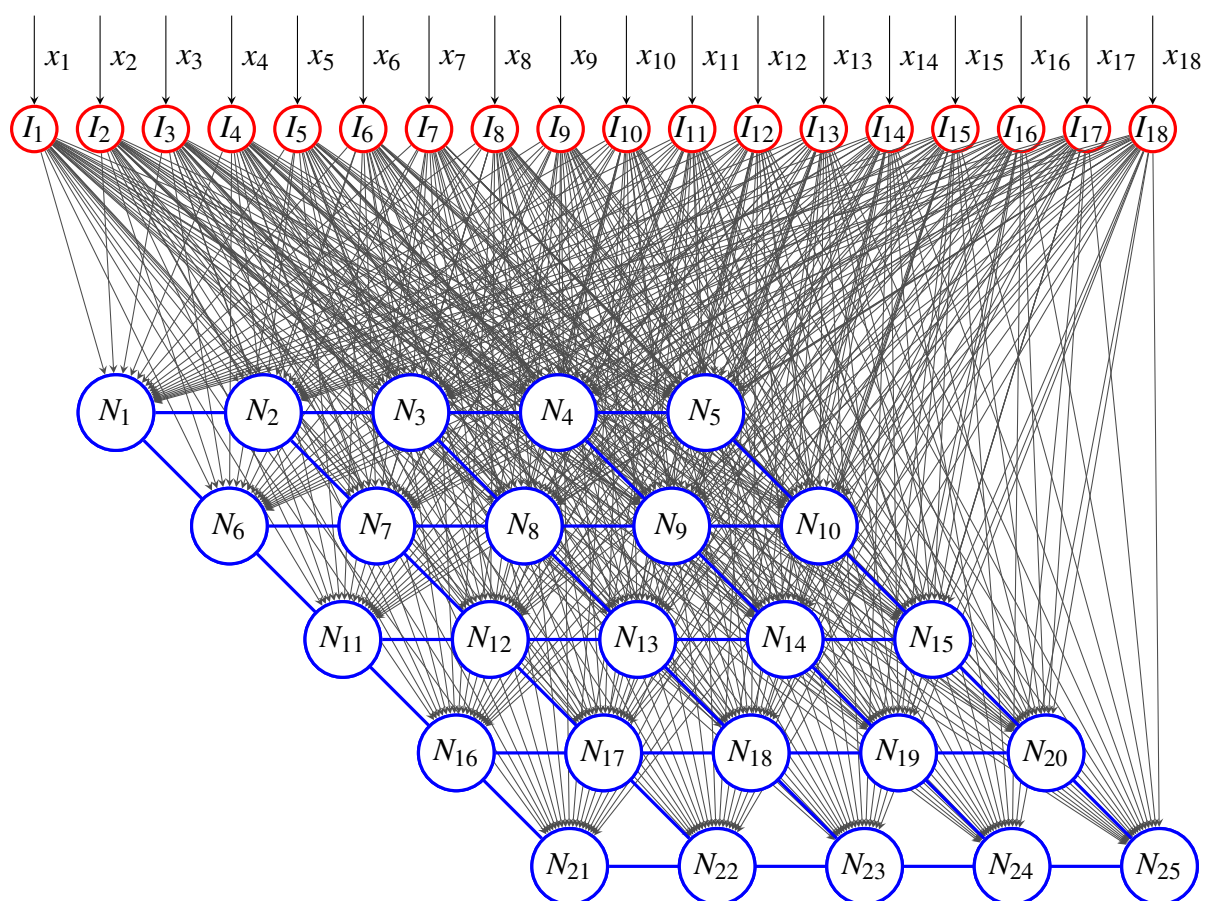 x1 x2 x3 x4 x5 x6 x7 x8 x9 x10 x11 x12 x13 x14 x15 x16 x17 x18
I1 I2 I3 I4 I5 I6 I7 I8 I9 I10 I11 I12 I13 I14 I15 I16 I17 I18
N1 N2 N3 N4 N5
N6 N7 N8 N9 N10
N11 N12 N13 N14 N15
N16 N17 N18 N19 N20
N21 N22 N23 N24 N25